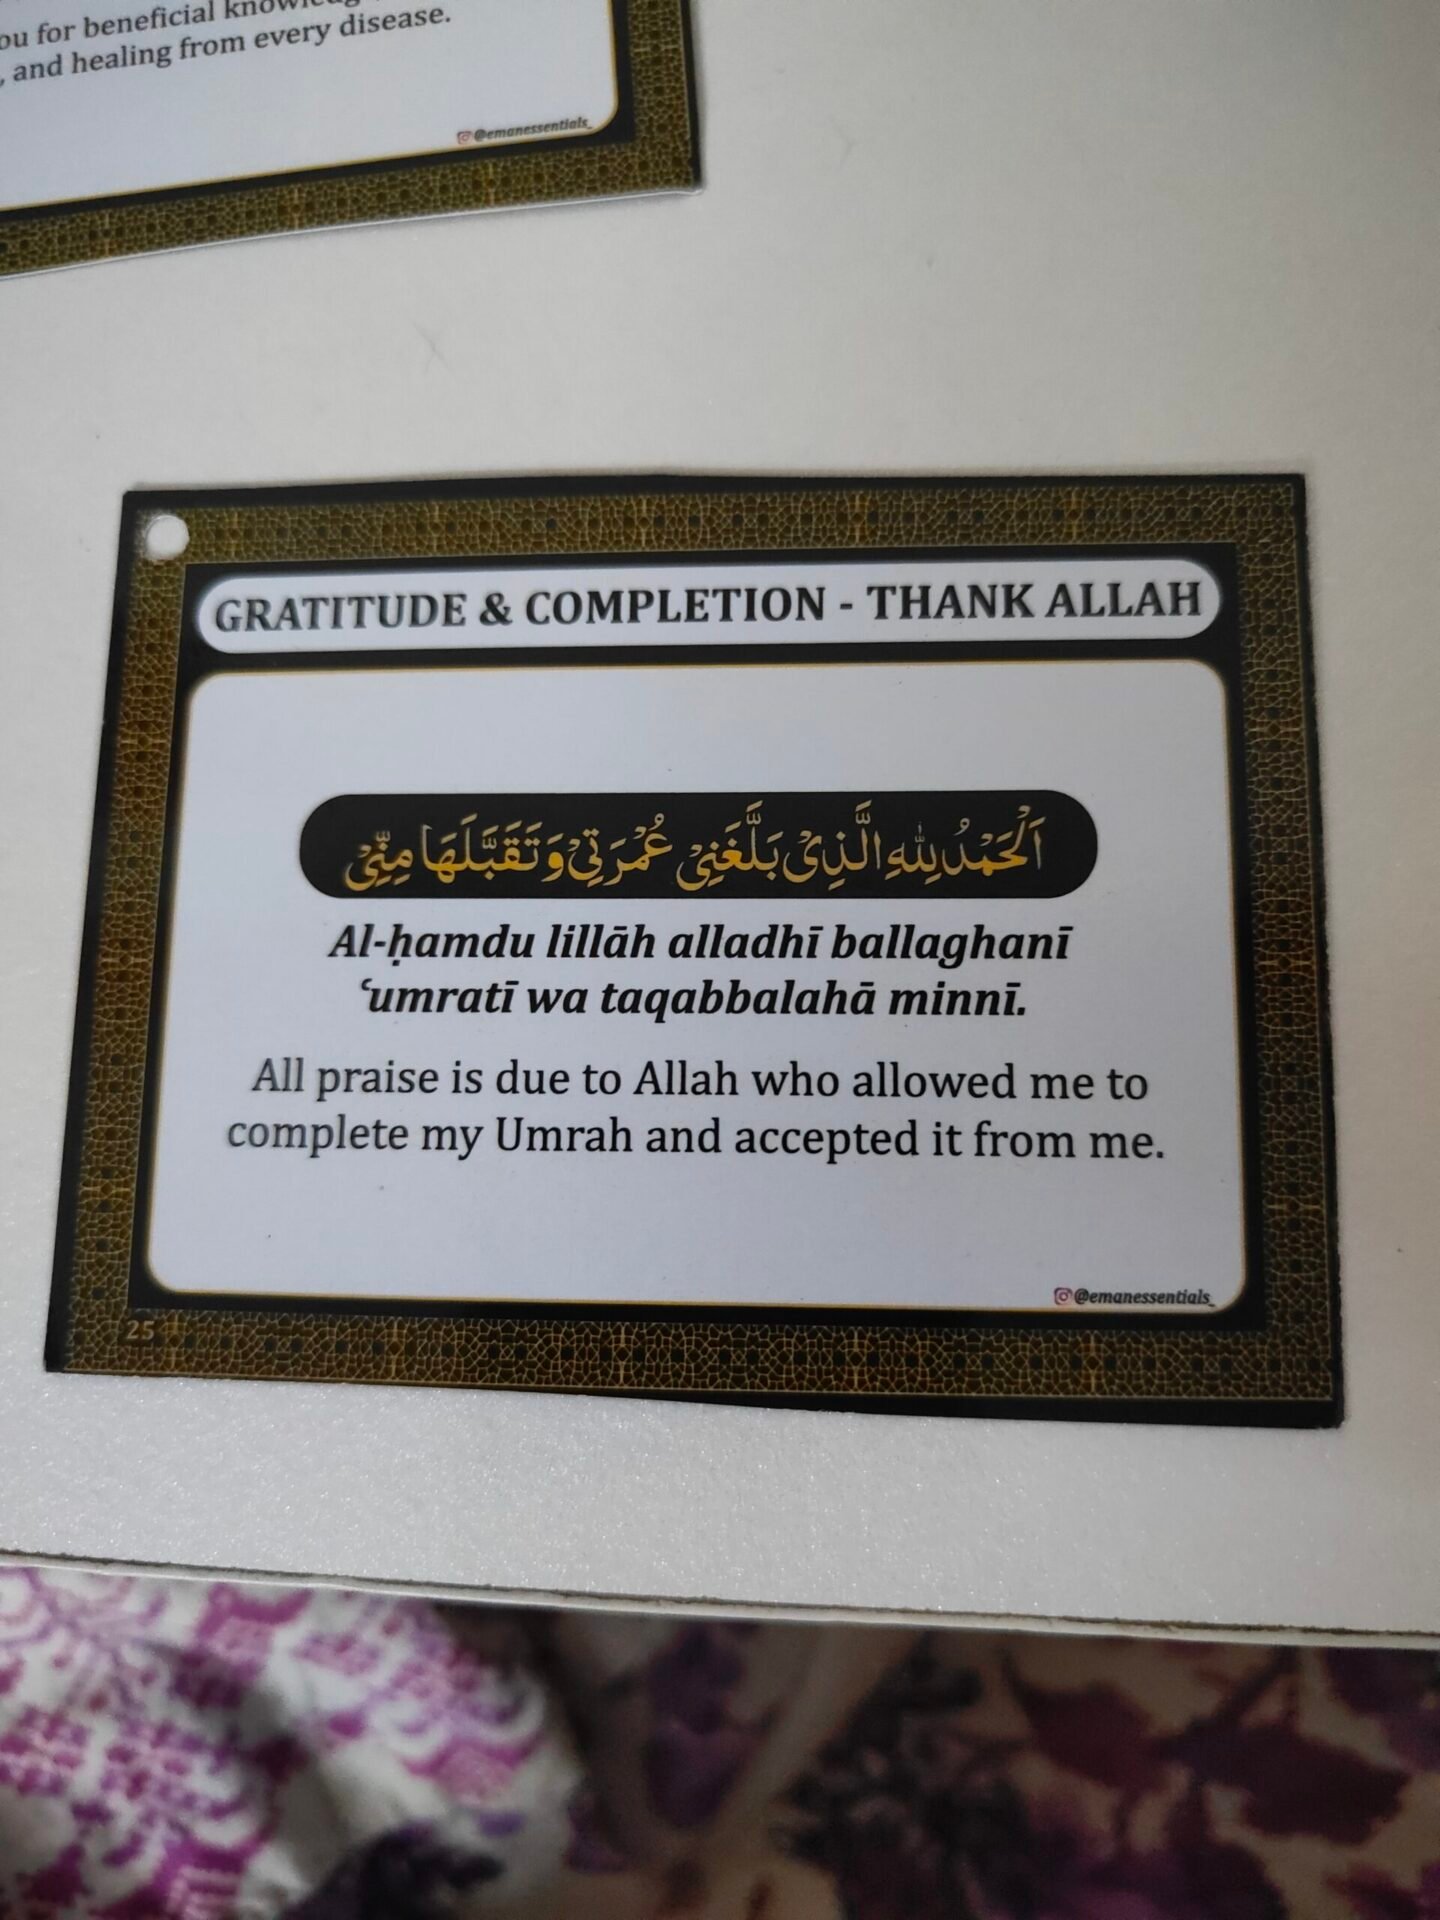 ou for beneficial
, and healing from every disease.
@emanessentials_
GRATITUDE & COMPLETION - THANK ALLAH
اَلْحَمْدُ لِلّٰهِ الَّذِیْ بَلَّغَنِیْ عُمْرَتِیْ وَتَقَبَّلَهَا مِنِّیْ
Al-ḥamdu lillāh alladhī ballaghanī
ʿumratī wa taqabbalahā minnī.
All praise is due to Allah who allowed me to
complete my Umrah and accepted it from me.
@emanessentials_
25